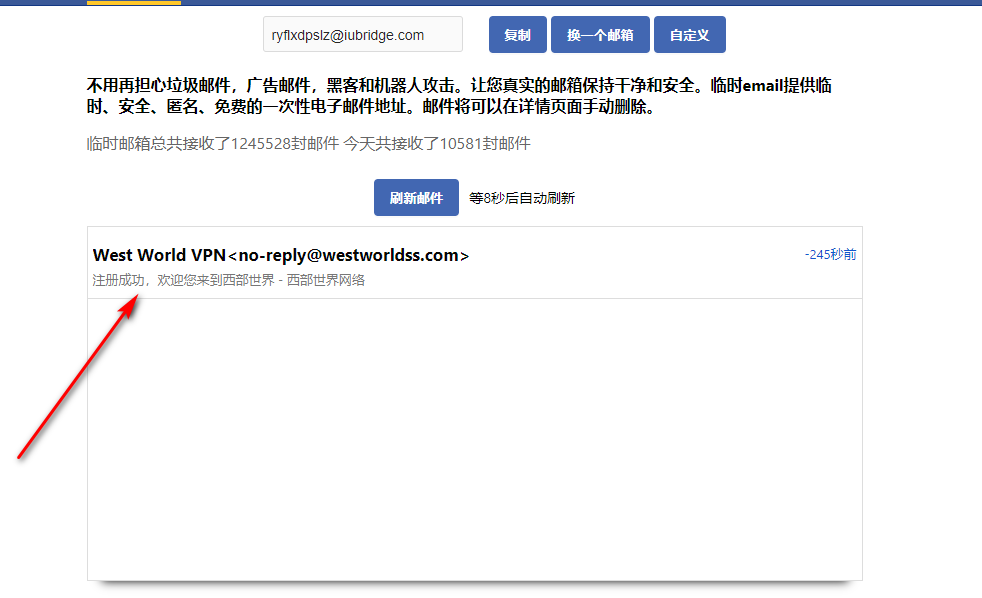 ryflxdpslz@iubridge.com 复制 换一个邮箱 自定义
不用再担心垃圾邮件，广告邮件，黑客和机器人攻击。让您真实的邮箱保持干净和安全。临时email提供临
时、安全、匿名、免费的一次性电子邮件地址。邮件将可以在详情页面手动删除。
临时邮箱总共接收了1245528封邮件 今天共接收了10581封邮件
刷新邮件 等8秒后自动刷新
West World VPN<no-reply@westworldss.com> -245秒前
注册成功，欢迎您来到西部世界 - 西部世界网络